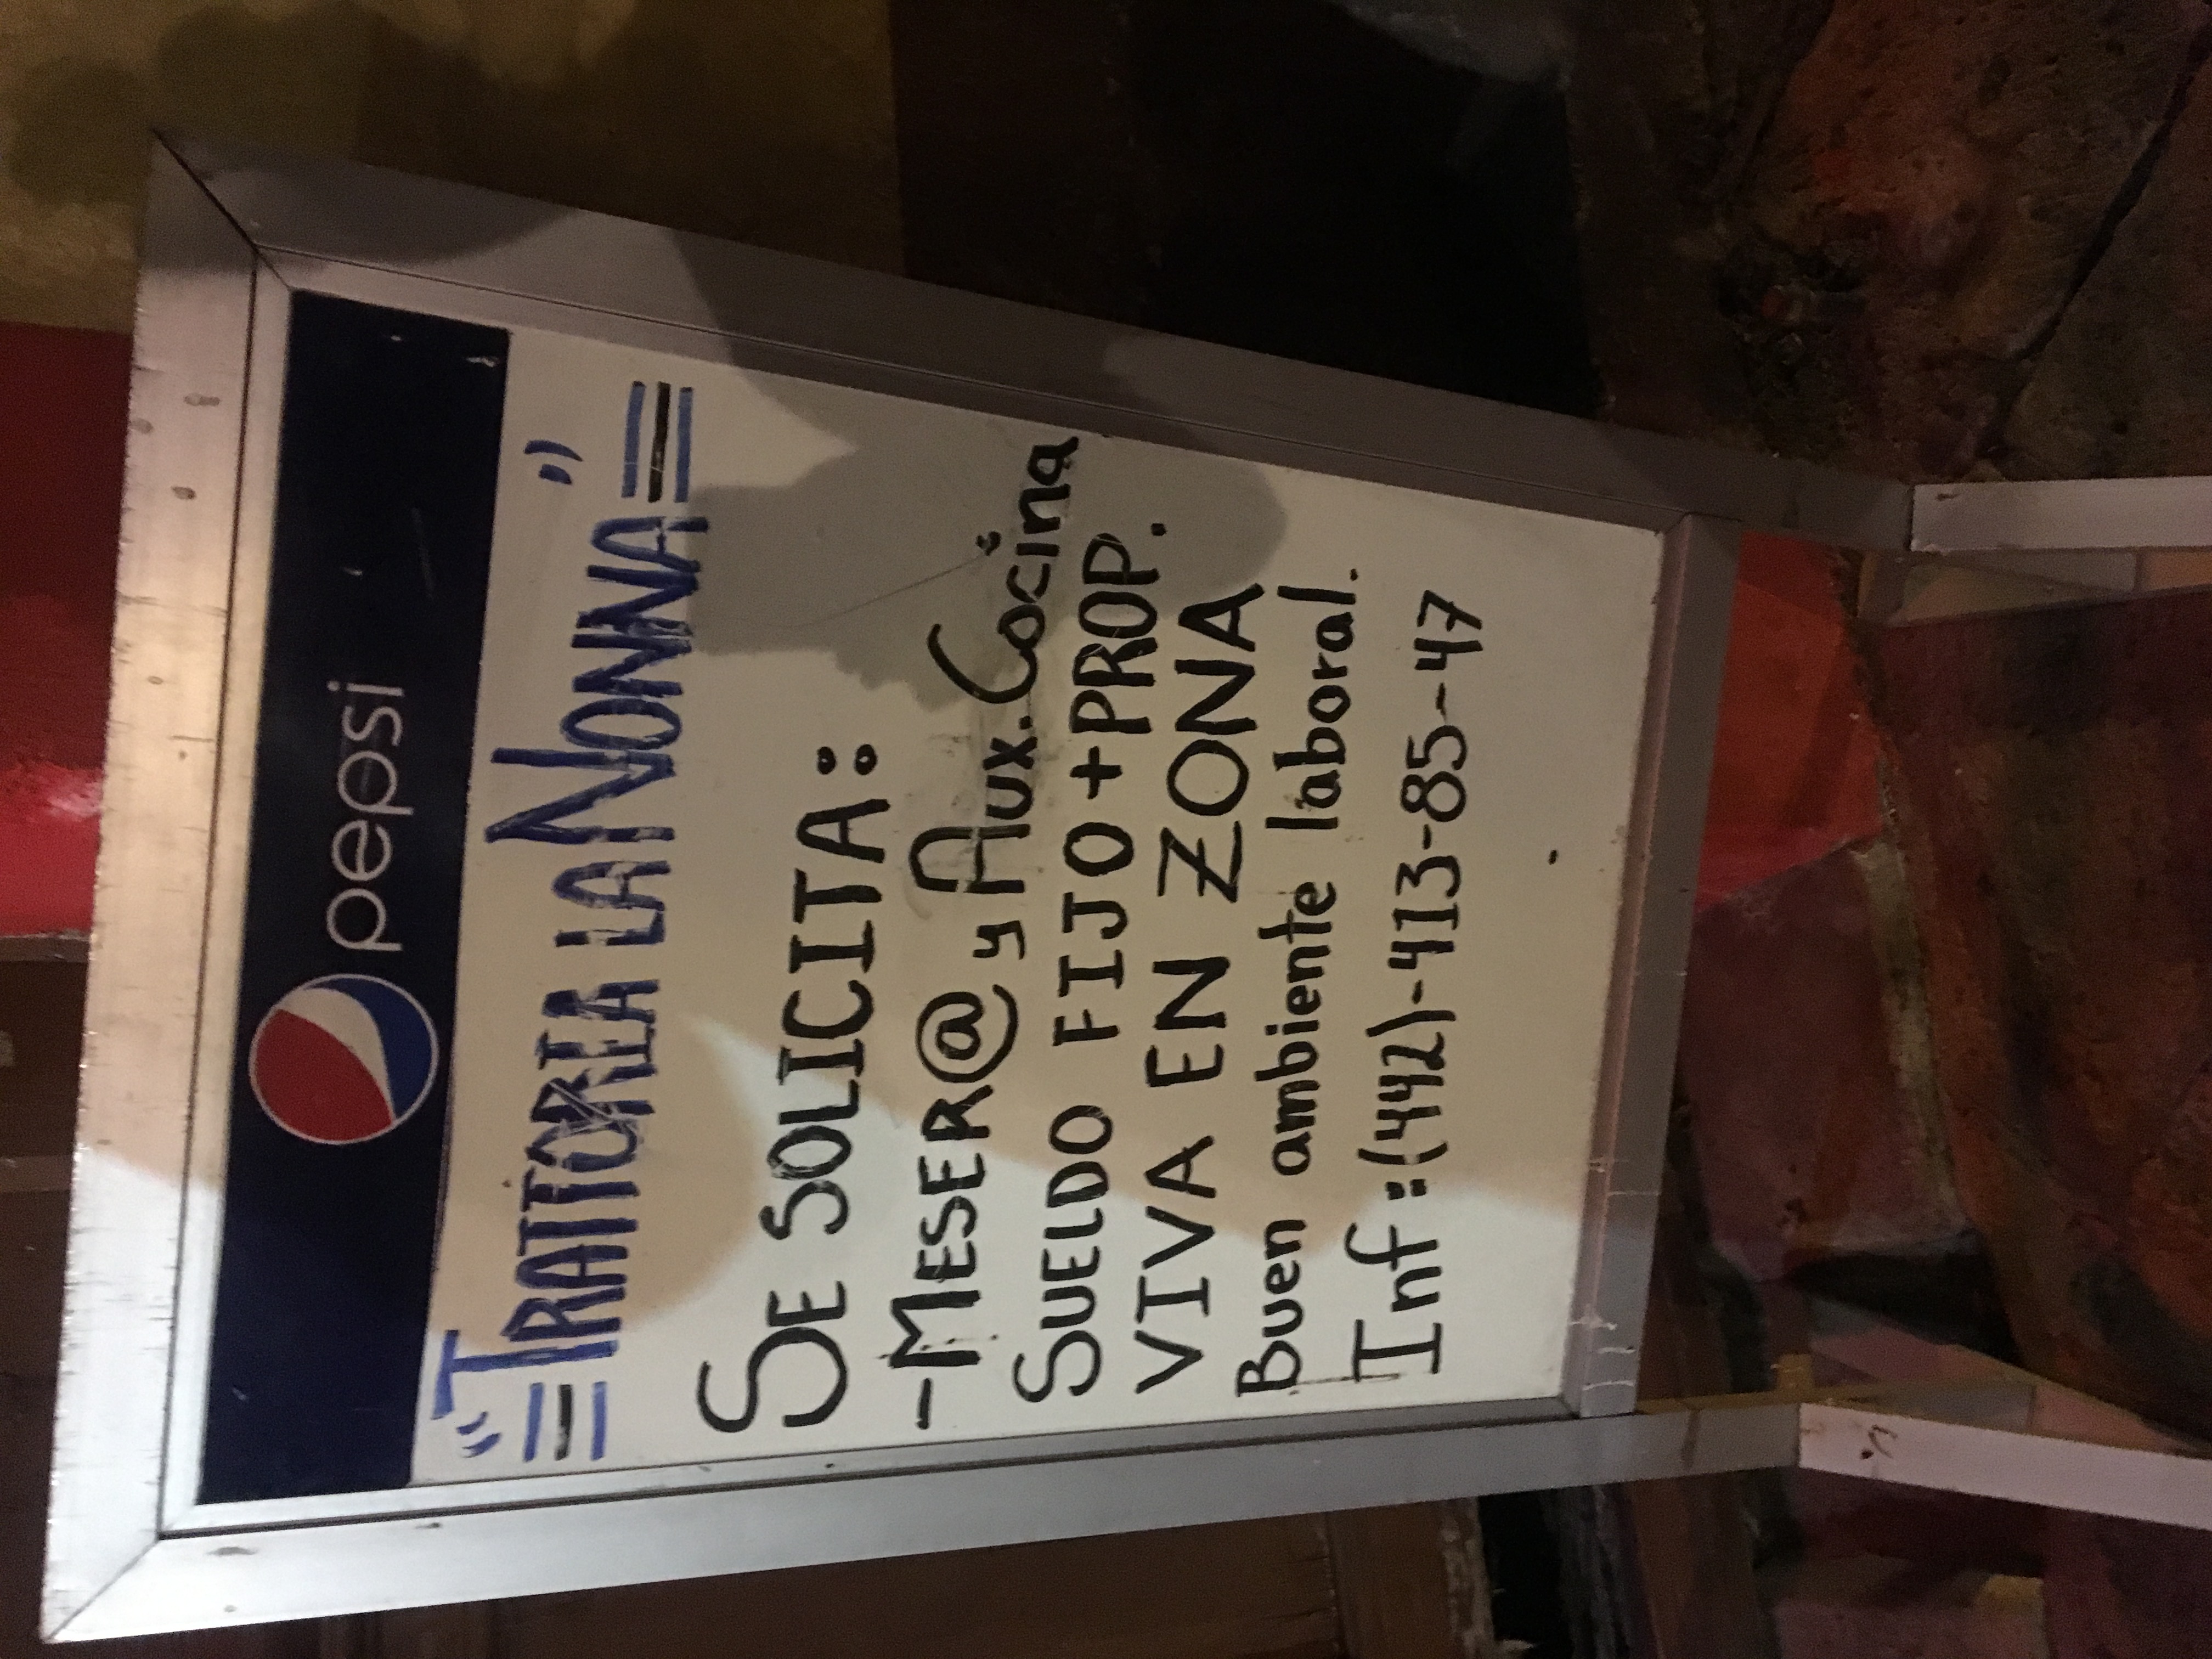 pepsi
"TRATTORIA LA NONNA"
SE SOLICITA:
-MESER@ y AUX. Cocina
SUELDO FIJO + PROP.
VIVA EN ZONA
Buen ambiente laboral.
Inf:(442)-413-85-47